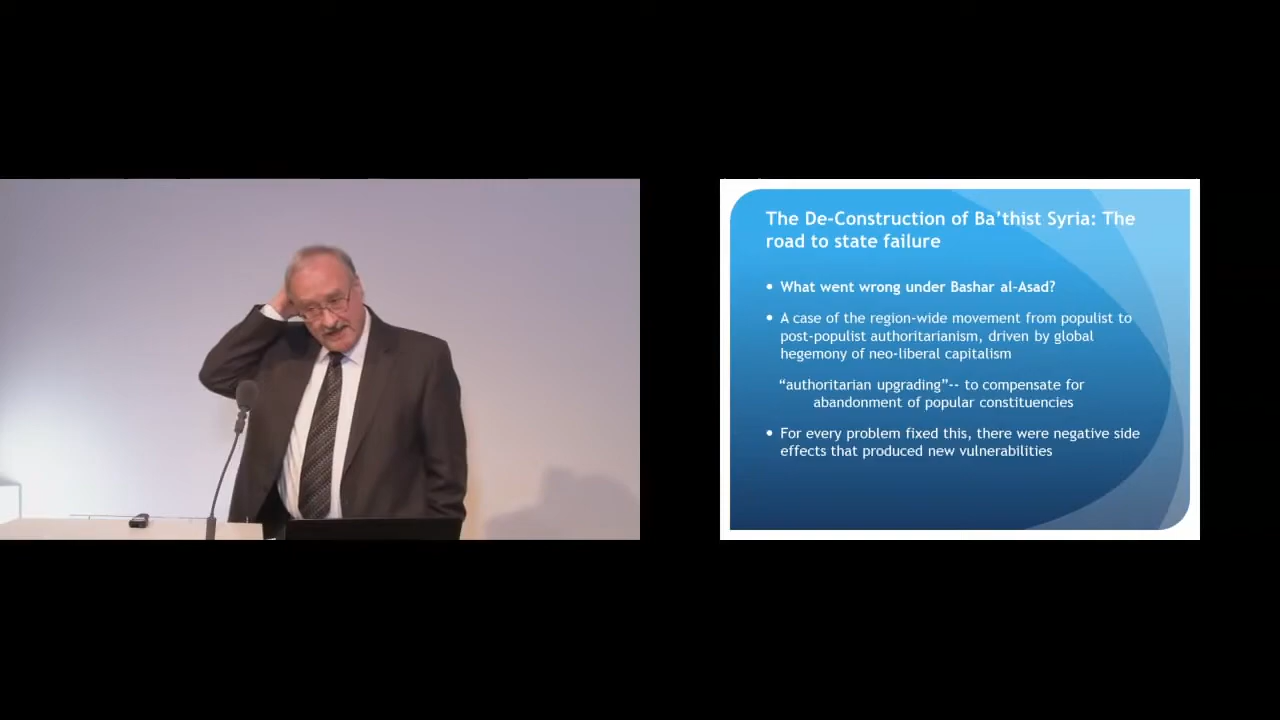 The De-Construction of Ba’thist Syria: The
road to state failure
• What went wrong under Bashar al-Asad?
• A case of the region-wide movement from populist to
post-populist authoritarianism, driven by global
hegemony of neo-liberal capitalism
“authoritarian upgrading”-- to compensate for
abandonment of popular constituencies
• For every problem fixed this, there were negative side
effects that produced new vulnerabilities